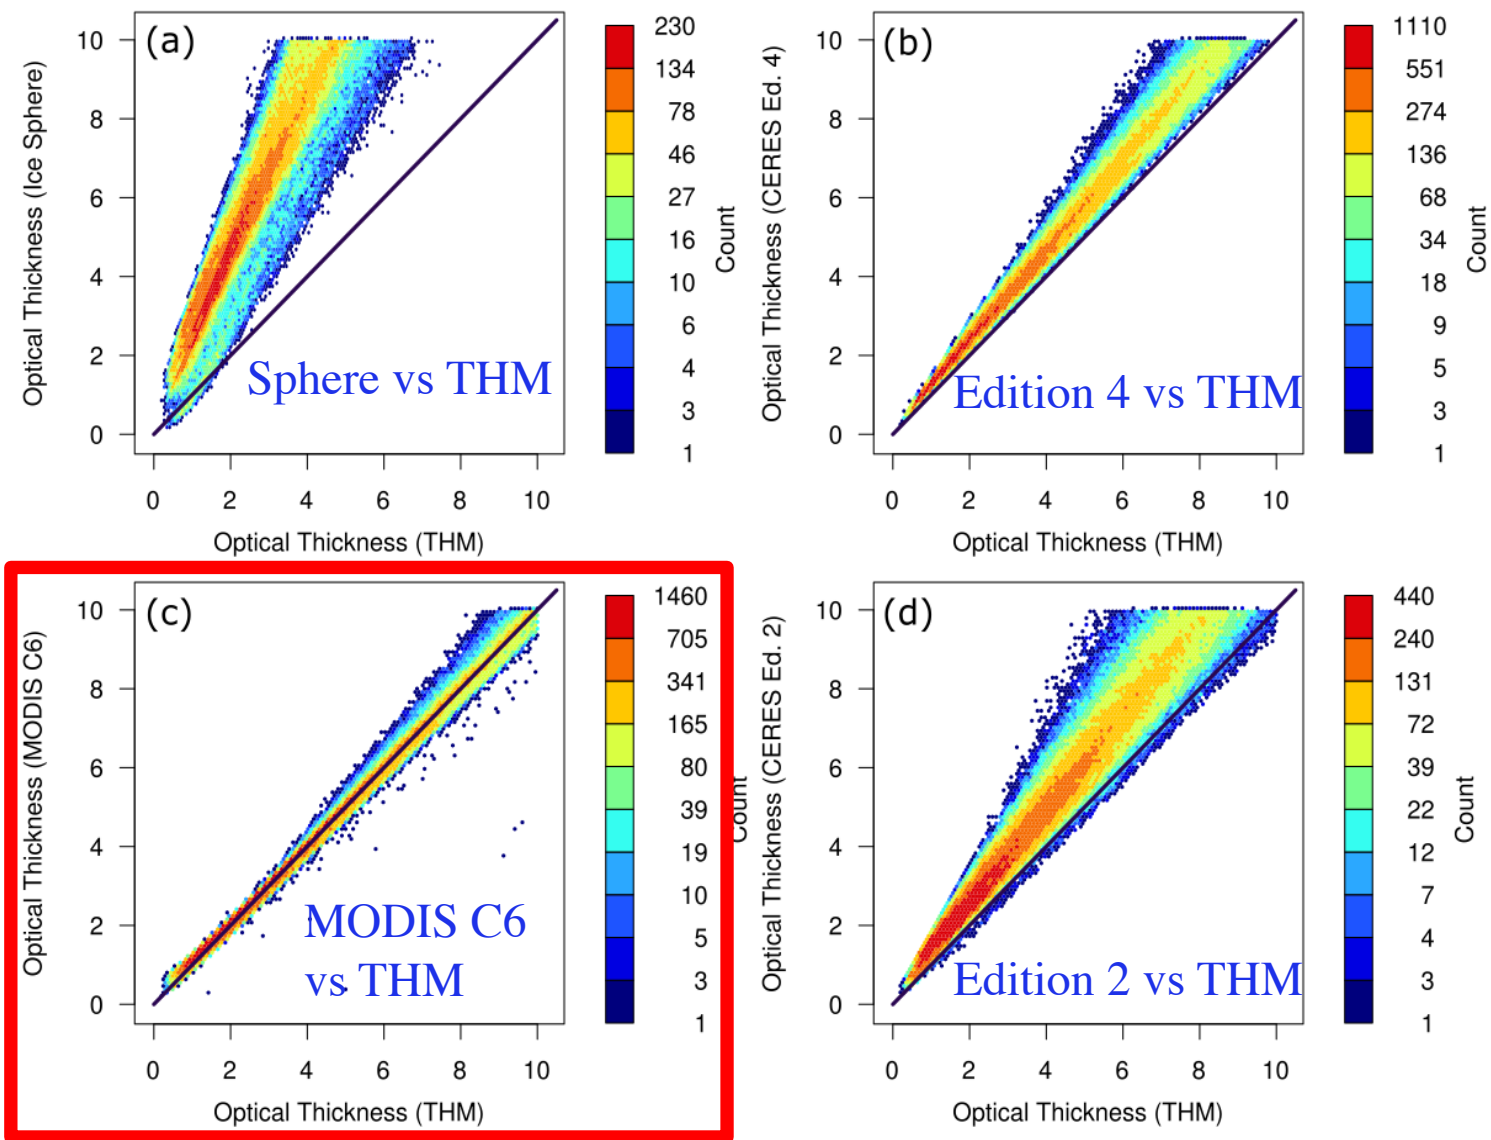 (a)
Optical Thickness (Ice Sphere)
10
8
6
4
2
0
0 2 4 6 8 10
Optical Thickness (THM)
Sphere vs THM
230
134
78
46
27
16
10
6
4
3
1
Count
(b)
Optical Thickness (CERES Ed. 4)
10
8
6
4
2
0
0 2 4 6 8 10
Optical Thickness (THM)
Edition 4 vs THM
1110
551
274
136
68
34
18
9
5
3
1
Count
(c)
Optical Thickness (MODIS C6)
10
8
6
4
2
0
0 2 4 6 8 10
Optical Thickness (THM)
MODIS C6
vs THM
1460
705
341
165
80
39
19
10
5
3
1
Count
(d)
Optical Thickness (CERES Ed. 2)
10
8
6
4
2
0
0 2 4 6 8 10
Optical Thickness (THM)
Edition 2 vs THM
440
240
131
72
39
22
12
7
4
3
1
Count